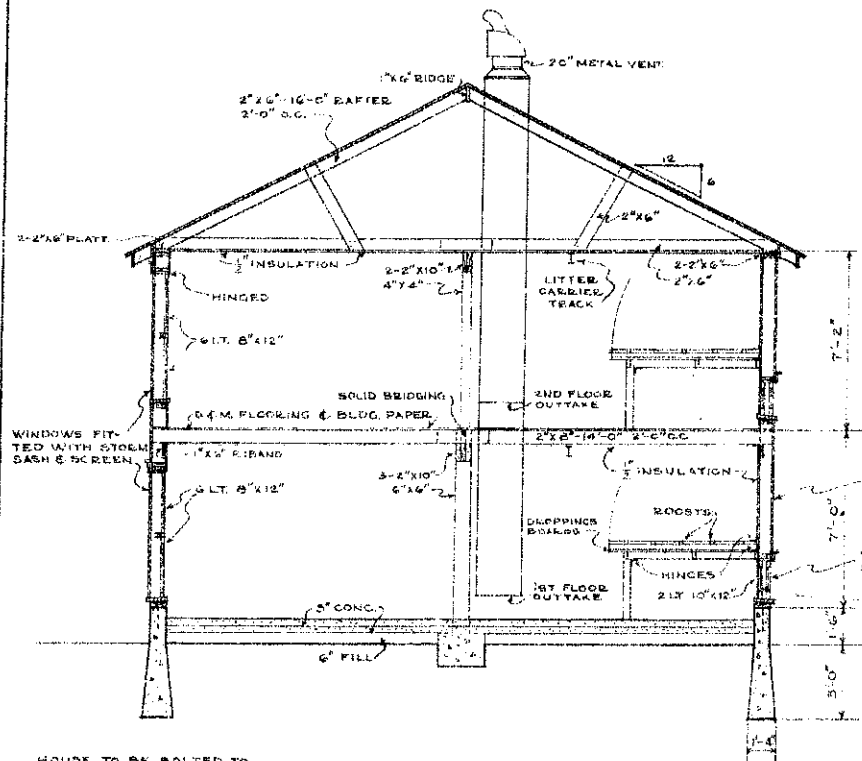 20" METAL VENT
1"X6" RIDGE
2"X6"-16'-0" RAFTER
2'-0" O.C.
12
6
2"X6"
2-2"X6" PLATE
1/2" INSULATION
2-2"X10"
4"X4"
LITTER
CARRIER
TRACK
2-2"X6"
2"X6"
HINGED
6 LT. 8"X12"
7'-2"
SOLID BRIDGING
2ND FLOOR
OUTTAKE
D.&M. FLOORING & BLDG. PAPER
WINDOWS FIT-
TED WITH STORM
SASH & SCREEN
2"X8"-14'-0" 2'-0" O.C.
RIBAND
3-2"X10"
6"X6"
1/2" INSULATION
6 LT. 8"X12"
DROPPINGS
BOARDS
ROOSTS
7'-0"
HINGES
2 LT 10"X12"
1ST FLOOR
OUTTAKE
CONC.
6" FILL
1'-6"
3'-0"
1'-4"
HOUSE TO BE BOLTED TO